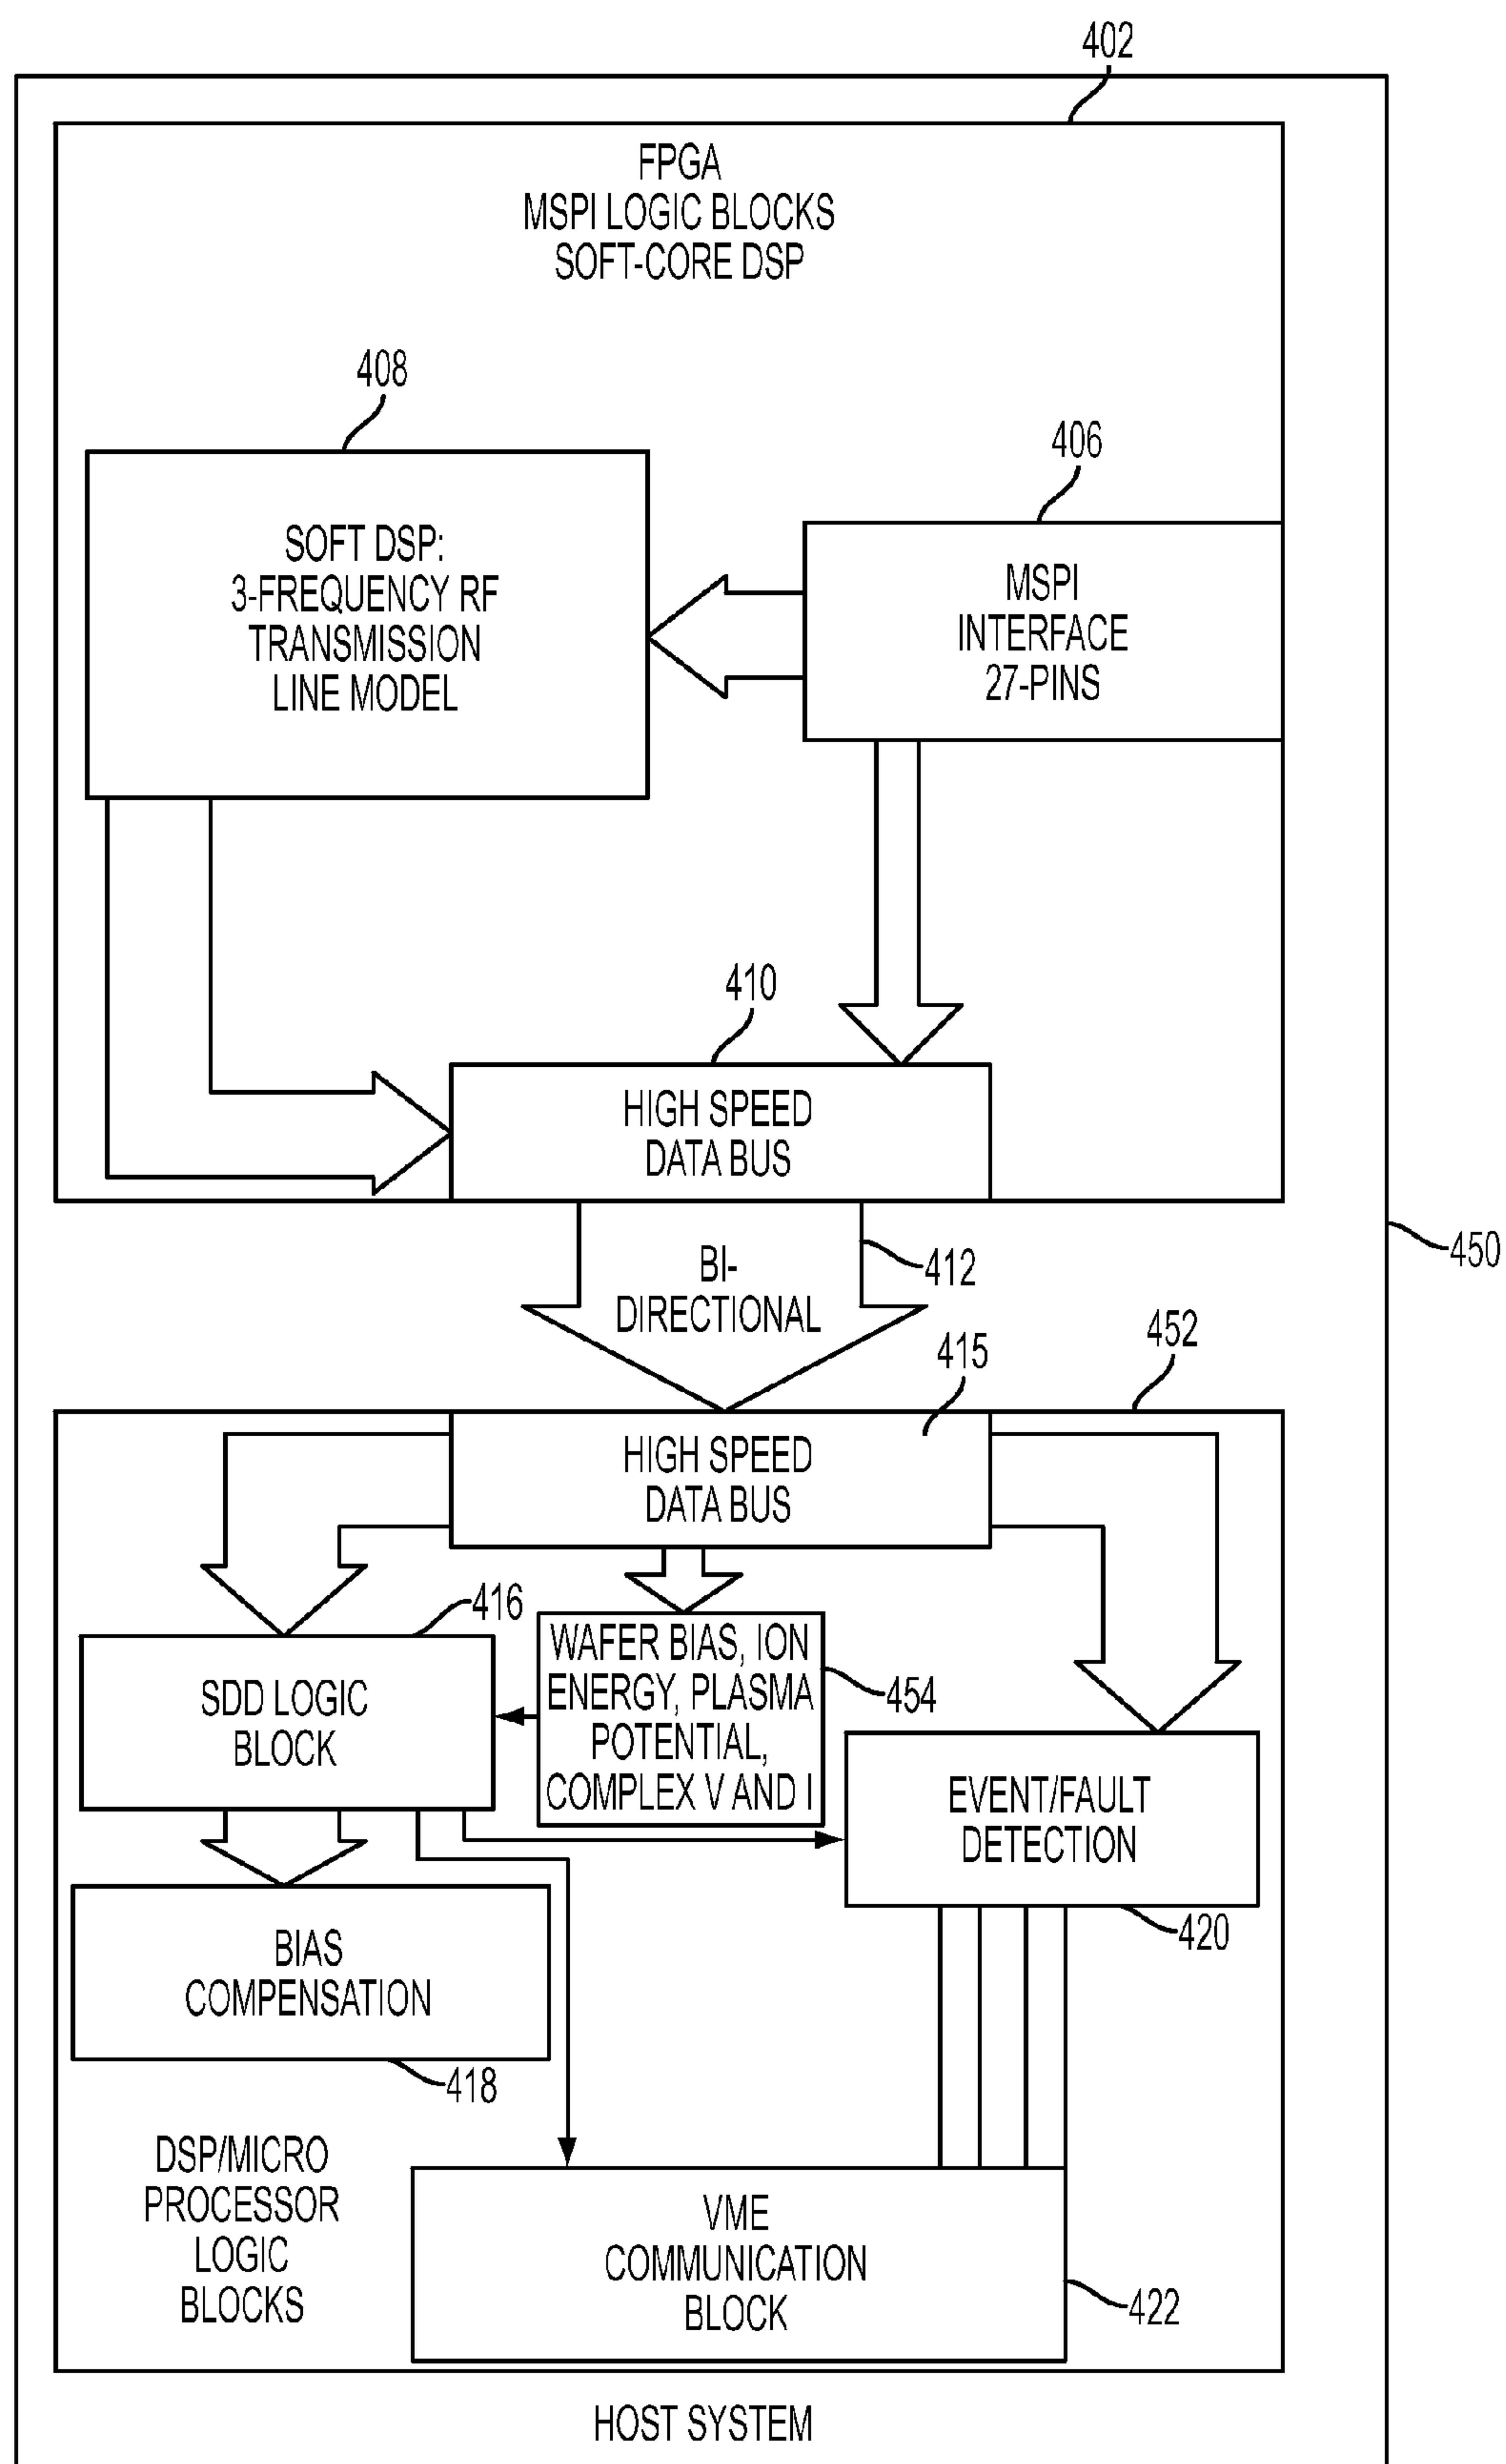 402
FPGA
MSPI LOGIC BLOCKS
SOFT-CORE DSP
408
SOFT DSP:
3-FREQUENCY RF
TRANSMISSION
LINE MODEL
406
MSPI
INTERFACE
27-PINS
410
HIGH SPEED
DATA BUS
450
BI-
DIRECTIONAL
412
452
415
HIGH SPEED
DATA BUS
416
SDD LOGIC
BLOCK
WAFER BIAS, ION
ENERGY, PLASMA
POTENTIAL,
COMPLEX V AND I
454
EVENT/FAULT
DETECTION
420
BIAS
COMPENSATION
418
DSP/MICRO
PROCESSOR
LOGIC
BLOCKS
VME
COMMUNICATION
BLOCK
422
HOST SYSTEM